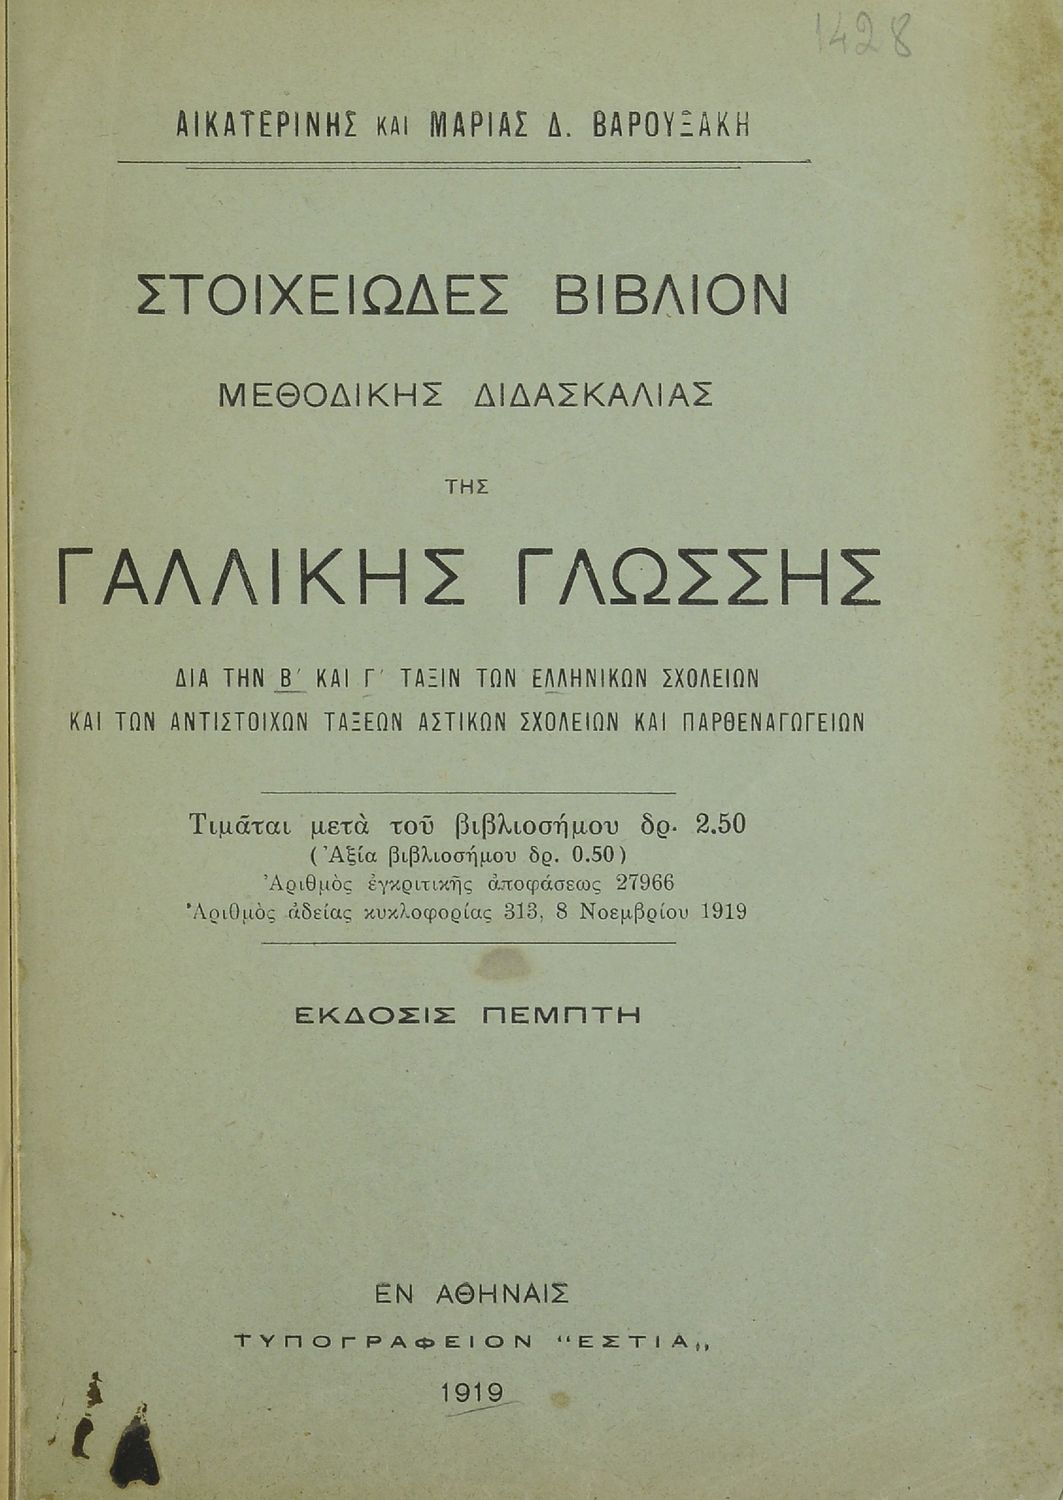 1428
ΑΙΚΑΤΕΡΙΝΗΣ ΚΑΙ ΜΑΡΙΑΣ Δ. ΒΑΡΟΥΞΑΚΗ
ΣΤΟΙΧΕΙΩΔΕΣ ΒΙΒΛΙΟΝ
ΜΕΘΟΔΙΚΗΣ ΔΙΔΑΣΚΑΛΙΑΣ
ΤΗΣ
ΓΑΛΛΙΚΗΣ ΓΛΩΣΣΗΣ
ΔΙΑ ΤΗΝ Β΄ ΚΑΙ Γ΄ ΤΑΞΙΝ ΤΩΝ ΕΛΛΗΝΙΚΩΝ ΣΧΟΛΕΙΩΝ
ΚΑΙ ΤΩΝ ΑΝΤΙΣΤΟΙΧΩΝ ΤΑΞΕΩΝ ΑΣΤΙΚΩΝ ΣΧΟΛΕΙΩΝ ΚΑΙ ΠΑΡΘΕΝΑΓΩΓΕΙΩΝ
Τιμᾶται μετὰ τοῦ βιβλιοσήμου δρ. 2.50
(Ἀξία βιβλιοσήμου δρ. 0.50)
Ἀριθμὸς ἐγκριτικῆς ἀποφάσεως 27966
Ἀριθμὸς ἀδείας κυκλοφορίας 313, 8 Νοεμβρίου 1919
ΕΚΔΟΣΙΣ ΠΕΜΠΤΗ
ΕΝ ΑΘΗΝΑΙΣ
ΤΥΠΟΓΡΑΦΕΙΟΝ “ΕΣΤΙΑ„
1919